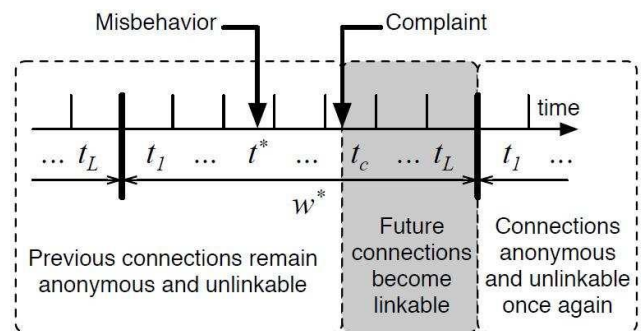 Misbehavior
Complaint
time
... t_L t_1 ... t* ... t_c ... t_L t_1 ...
w*
Previous connections remain
anonymous and unlinkable
Future
connections
become
linkable
Connections
anonymous
and unlinkable
once again